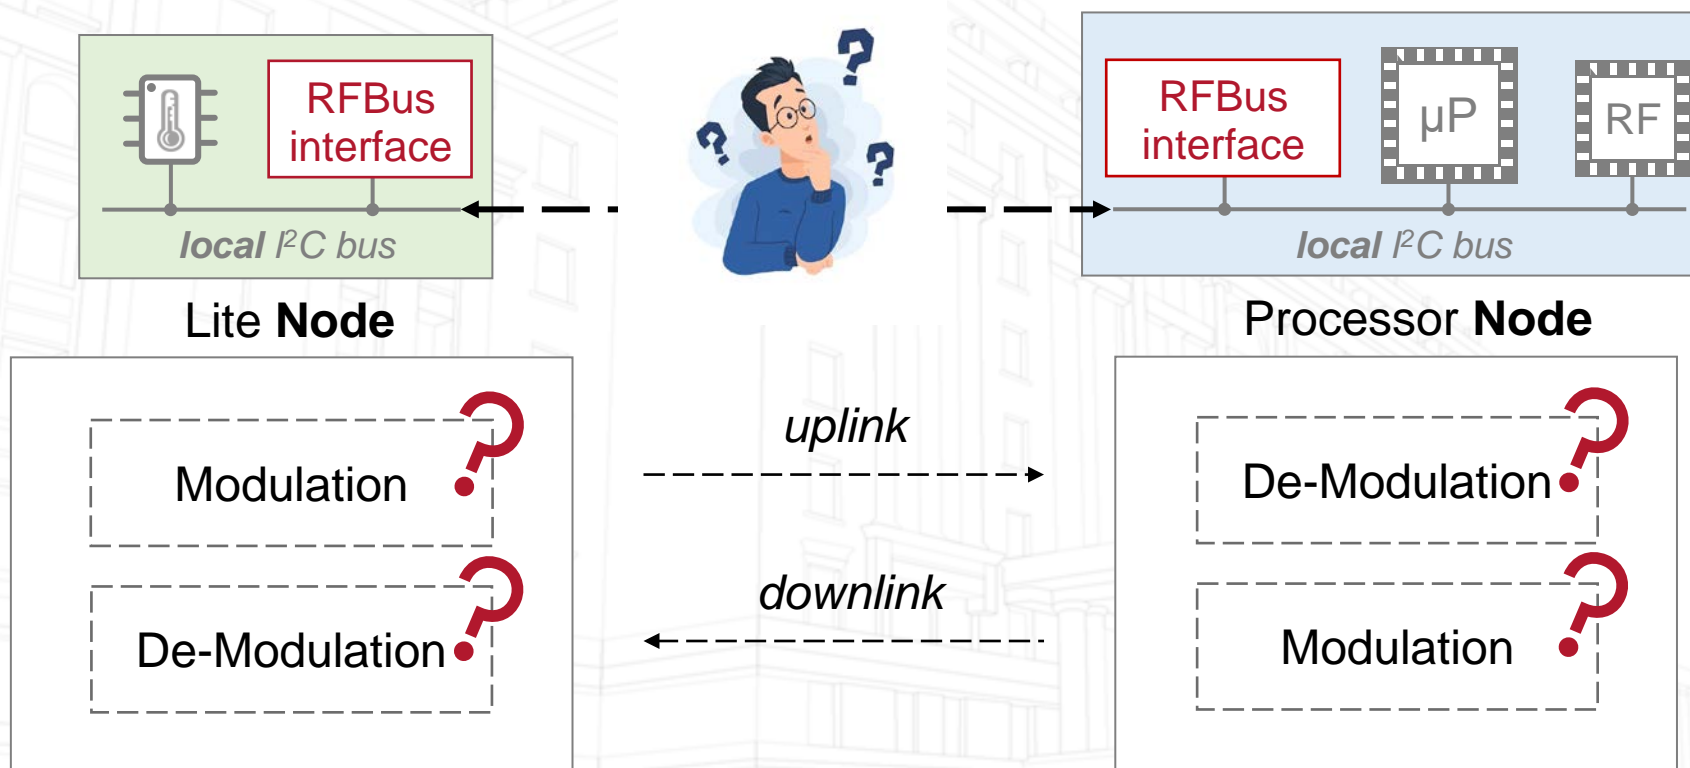 RFBus
interface
local I²C bus
Lite Node
RFBus
interface
µP
RF
local I²C bus
Processor Node
Modulation
De-Modulation
uplink
downlink
De-Modulation
Modulation